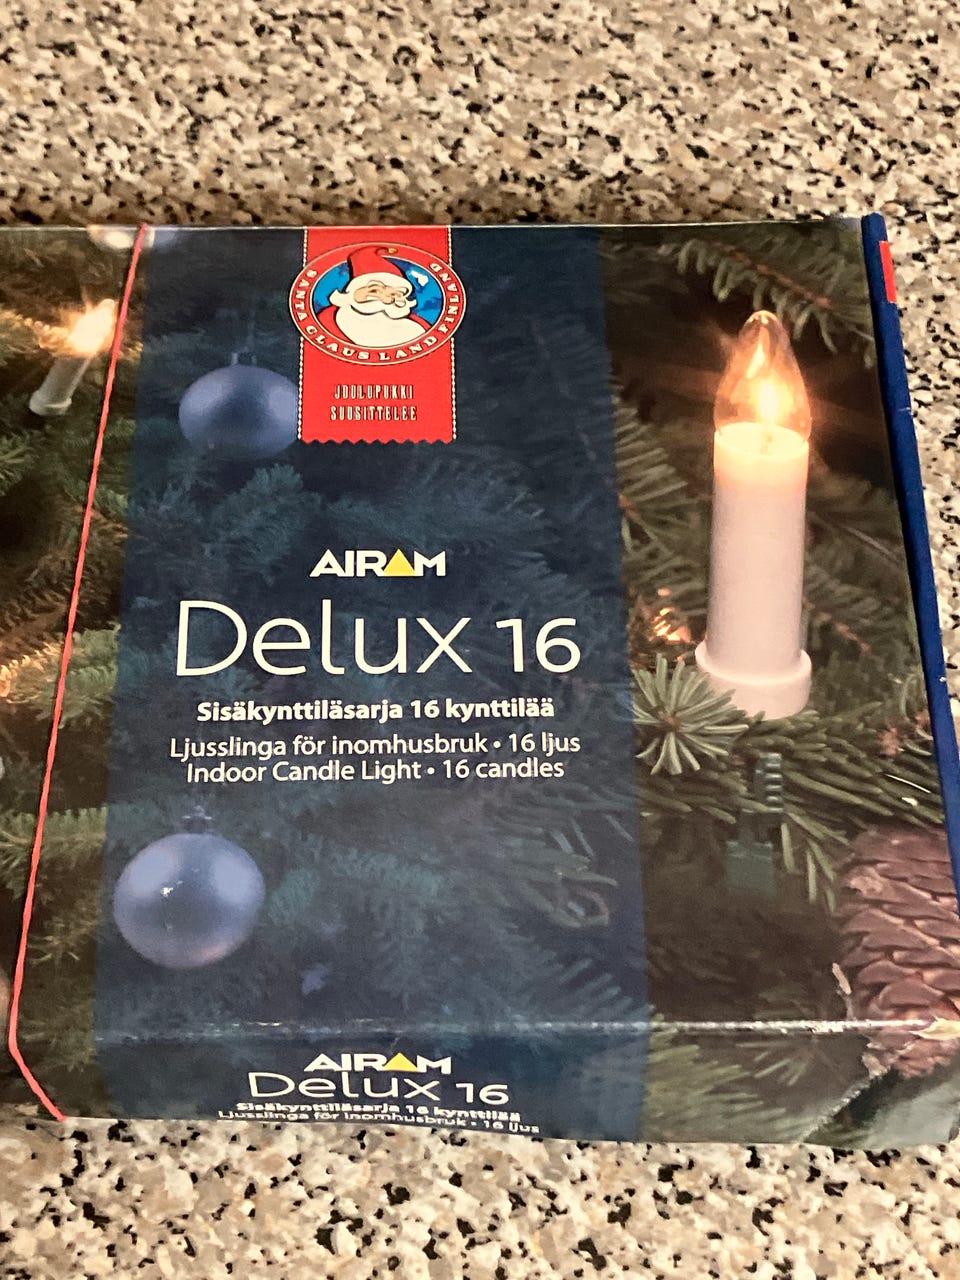 SANTA CLAUS LAND FINLAND
JOULUPUKKI
SUOSITTELEE
AIRAM
Delux 16
Sisäkynttiläsarja 16 kynttilää
Ljusslinga för inomhusbruk • 16 ljus
Indoor Candle Light • 16 candles
AIRAM
Delux 16
Sisäkynttiläsarja 16 kynttilää
Ljusslinga för inomhusbruk • 16 ljus